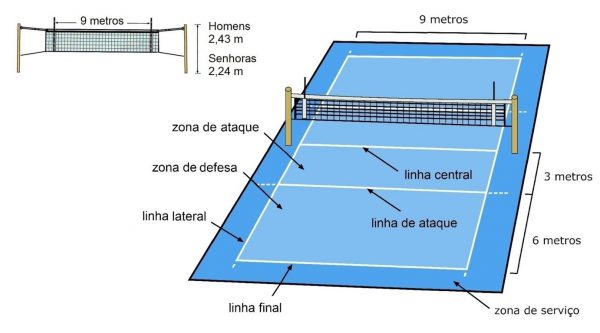 9 metros
Homens
2,43 m
Senhoras
2,24 m
9 metros
zona de ataque
zona de defesa
linha lateral
linha central
linha de ataque
3 metros
6 metros
linha final
zona de serviço